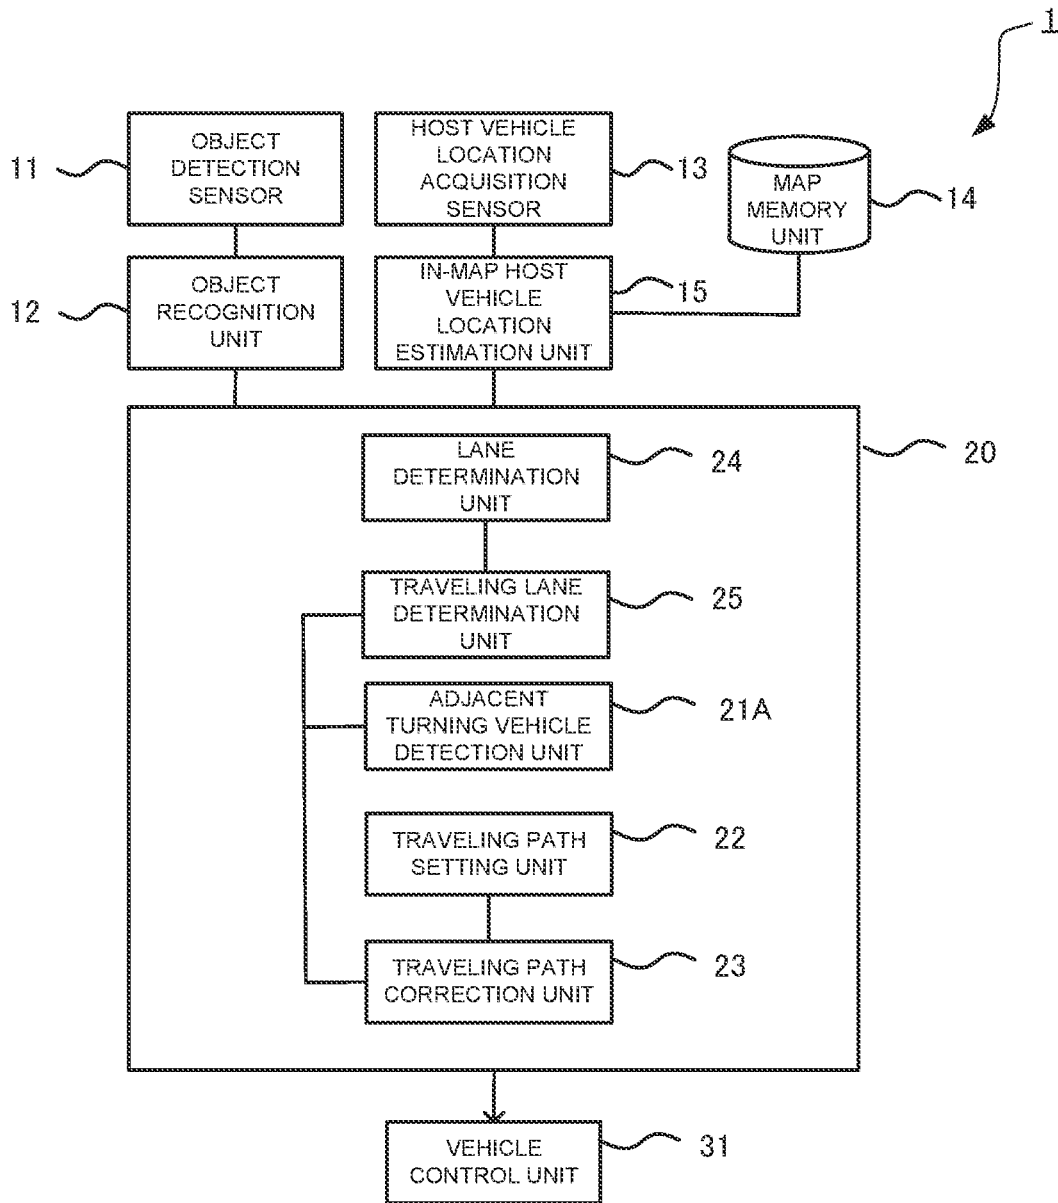 1
OBJECT
DETECTION
SENSOR
11
HOST VEHICLE
LOCATION
ACQUISITION
SENSOR
13
MAP
MEMORY
UNIT
14
OBJECT
RECOGNITION
UNIT
12
IN-MAP HOST
VEHICLE
LOCATION
ESTIMATION UNIT
15
20
LANE
DETERMINATION
UNIT
24
TRAVELING LANE
DETERMINATION
UNIT
25
ADJACENT
TURNING VEHICLE
DETECTION UNIT
21A
TRAVELING PATH
SETTING UNIT
22
TRAVELING PATH
CORRECTION UNIT
23
VEHICLE
CONTROL UNIT
31